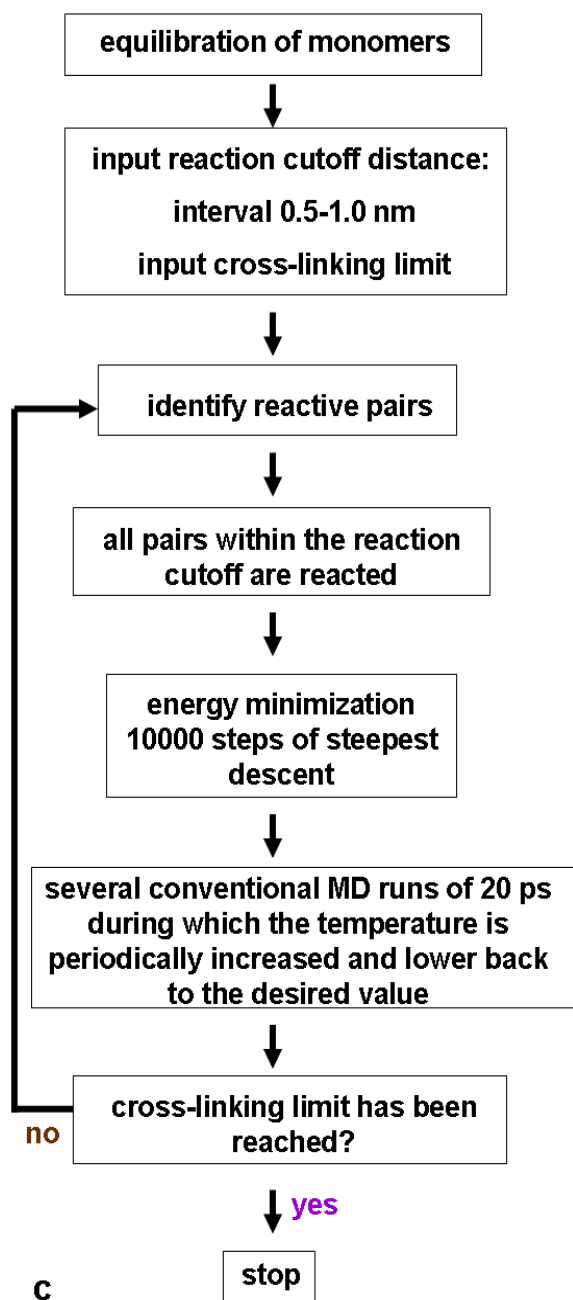 equilibration of monomers
input reaction cutoff distance:
interval 0.5-1.0 nm
input cross-linking limit
identify reactive pairs
all pairs within the reaction
cutoff are reacted
energy minimization
10000 steps of steepest
descent
several conventional MD runs of 20 ps
during which the temperature is
periodically increased and lower back
to the desired value
cross-linking limit has been
reached?
no
yes
stop
c